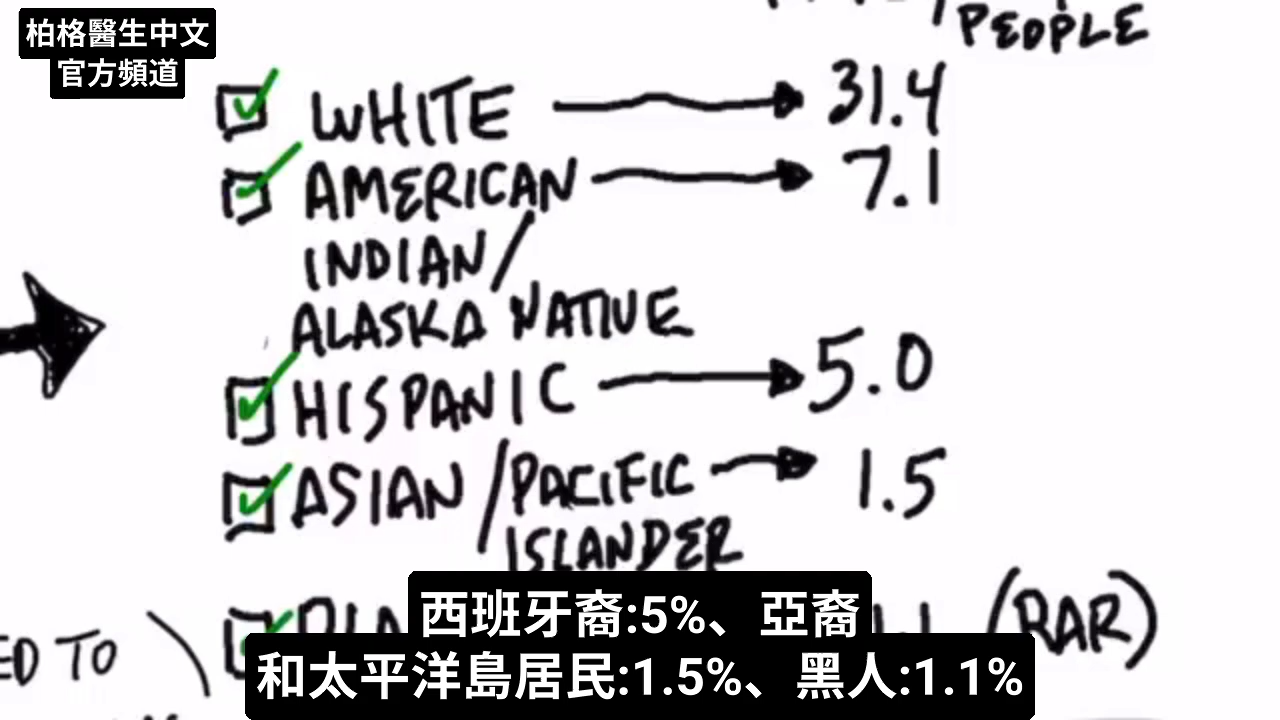 柏格醫生中文
官方頻道
PEOPLE
WHITE → 31.4
AMERICAN → 7.1
INDIAN/
ALASKA NATIVE
HISPANIC → 5.0
ASIAN/PACIFIC → 1.5
ISLANDER
(RAR)
TO
西班牙裔:5%、亞裔
和太平洋島居民:1.5%、黑人:1.1%